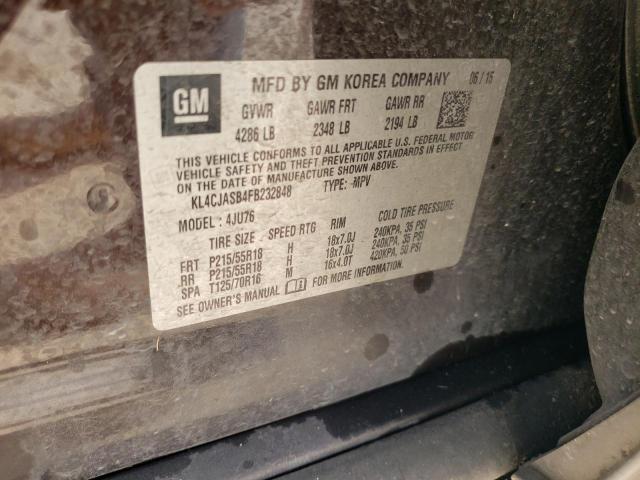 GM
MFD BY GM KOREA COMPANY 06/15
GVWR GAWR FRT GAWR RR
4286 LB 2348 LB 2194 LB
THIS VEHICLE CONFORMS TO ALL APPLICABLE U.S. FEDERAL MOTOR
VEHICLE SAFETY AND THEFT PREVENTION STANDARDS IN EFFECT
ON THE DATE OF MANUFACTURE SHOWN ABOVE.
KL4CJASB4FB232848 TYPE: MPV
MODEL: 4JU76
TIRE SIZE SPEED RTG RIM COLD TIRE PRESSURE
FRT P215/55R18 H 18x7.0J 240KPA, 35 PSI
RR P215/55R18 H 18x7.0J 240KPA, 35 PSI
SPA T125/70R16 M 16x4.0T 420KPA, 60 PSI
SEE OWNER'S MANUAL FOR MORE INFORMATION.